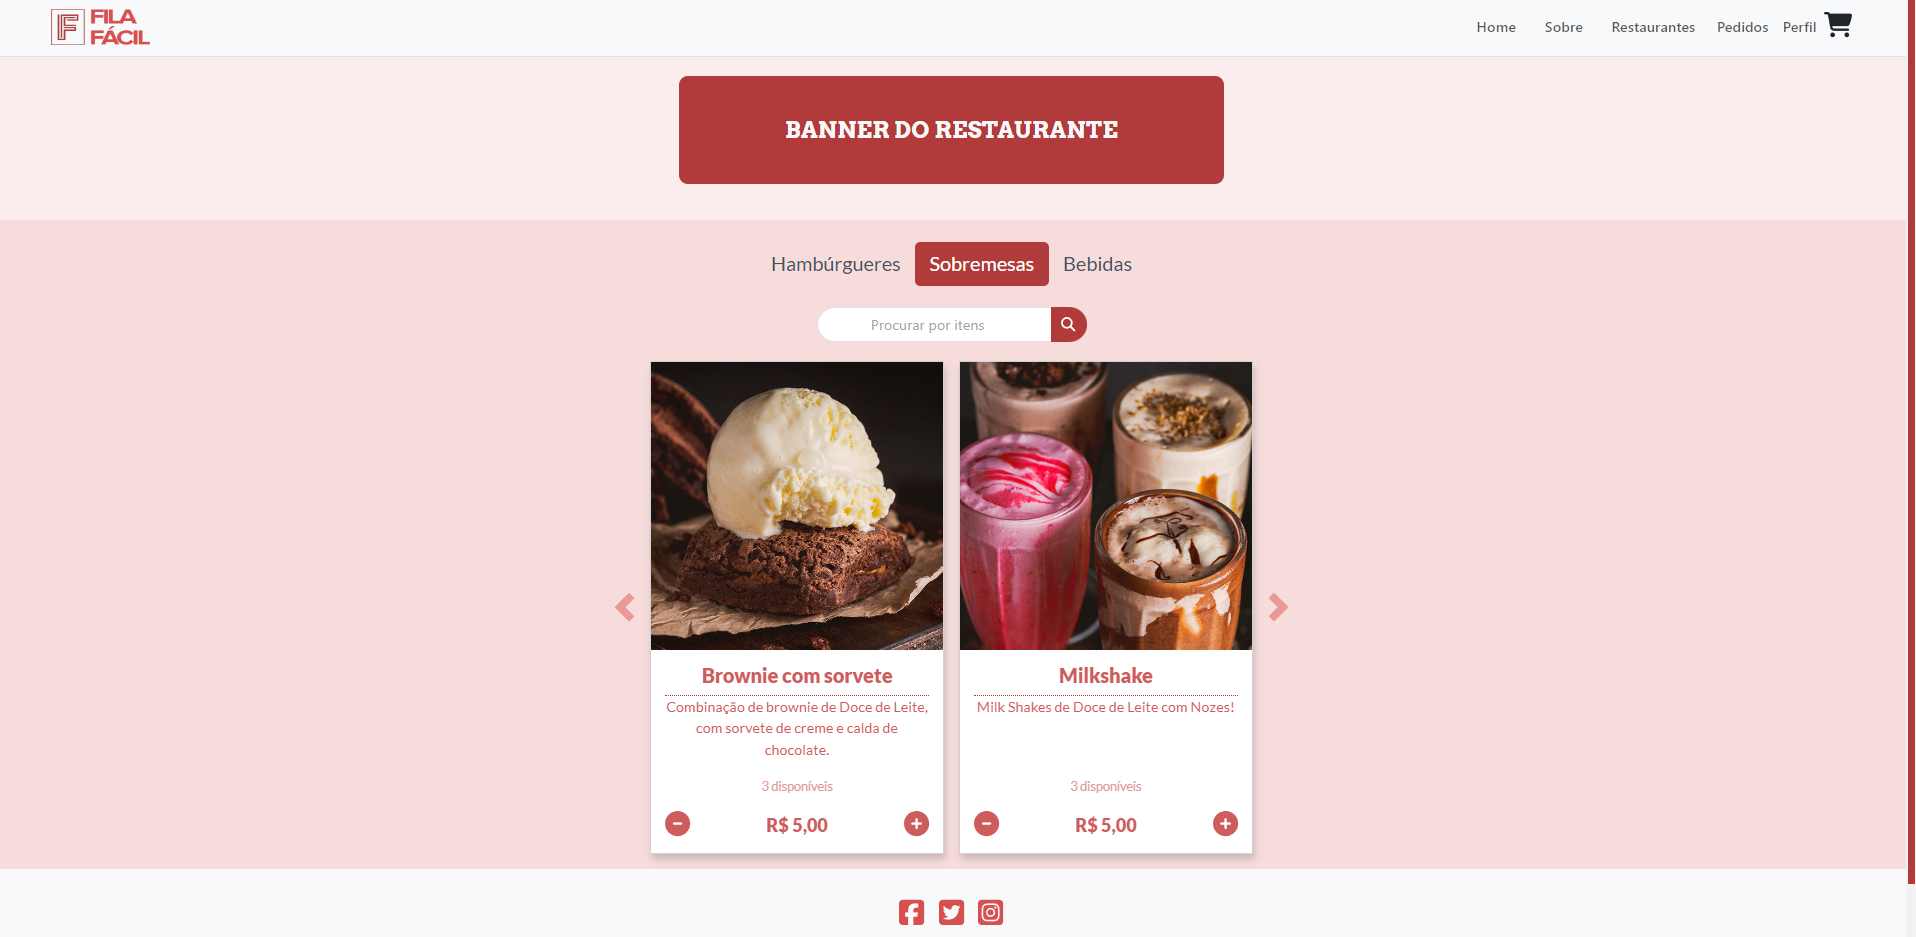 FILA
FÁCIL
Home Sobre Restaurantes Pedidos Perfil
BANNER DO RESTAURANTE
Hambúrgueres Sobremesas Bebidas
Procurar por itens
Brownie com sorvete
Combinação de brownie de Doce de Leite,
com sorvete de creme e calda de
chocolate.
3 disponíveis
R$ 5,00
Milkshake
Milk Shakes de Doce de Leite com Nozes!
3 disponíveis
R$ 5,00